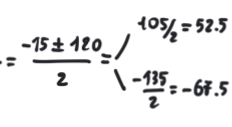 = (-15 ± 120)/2 =
105/2 = 52.5
-135/2 = -67.5